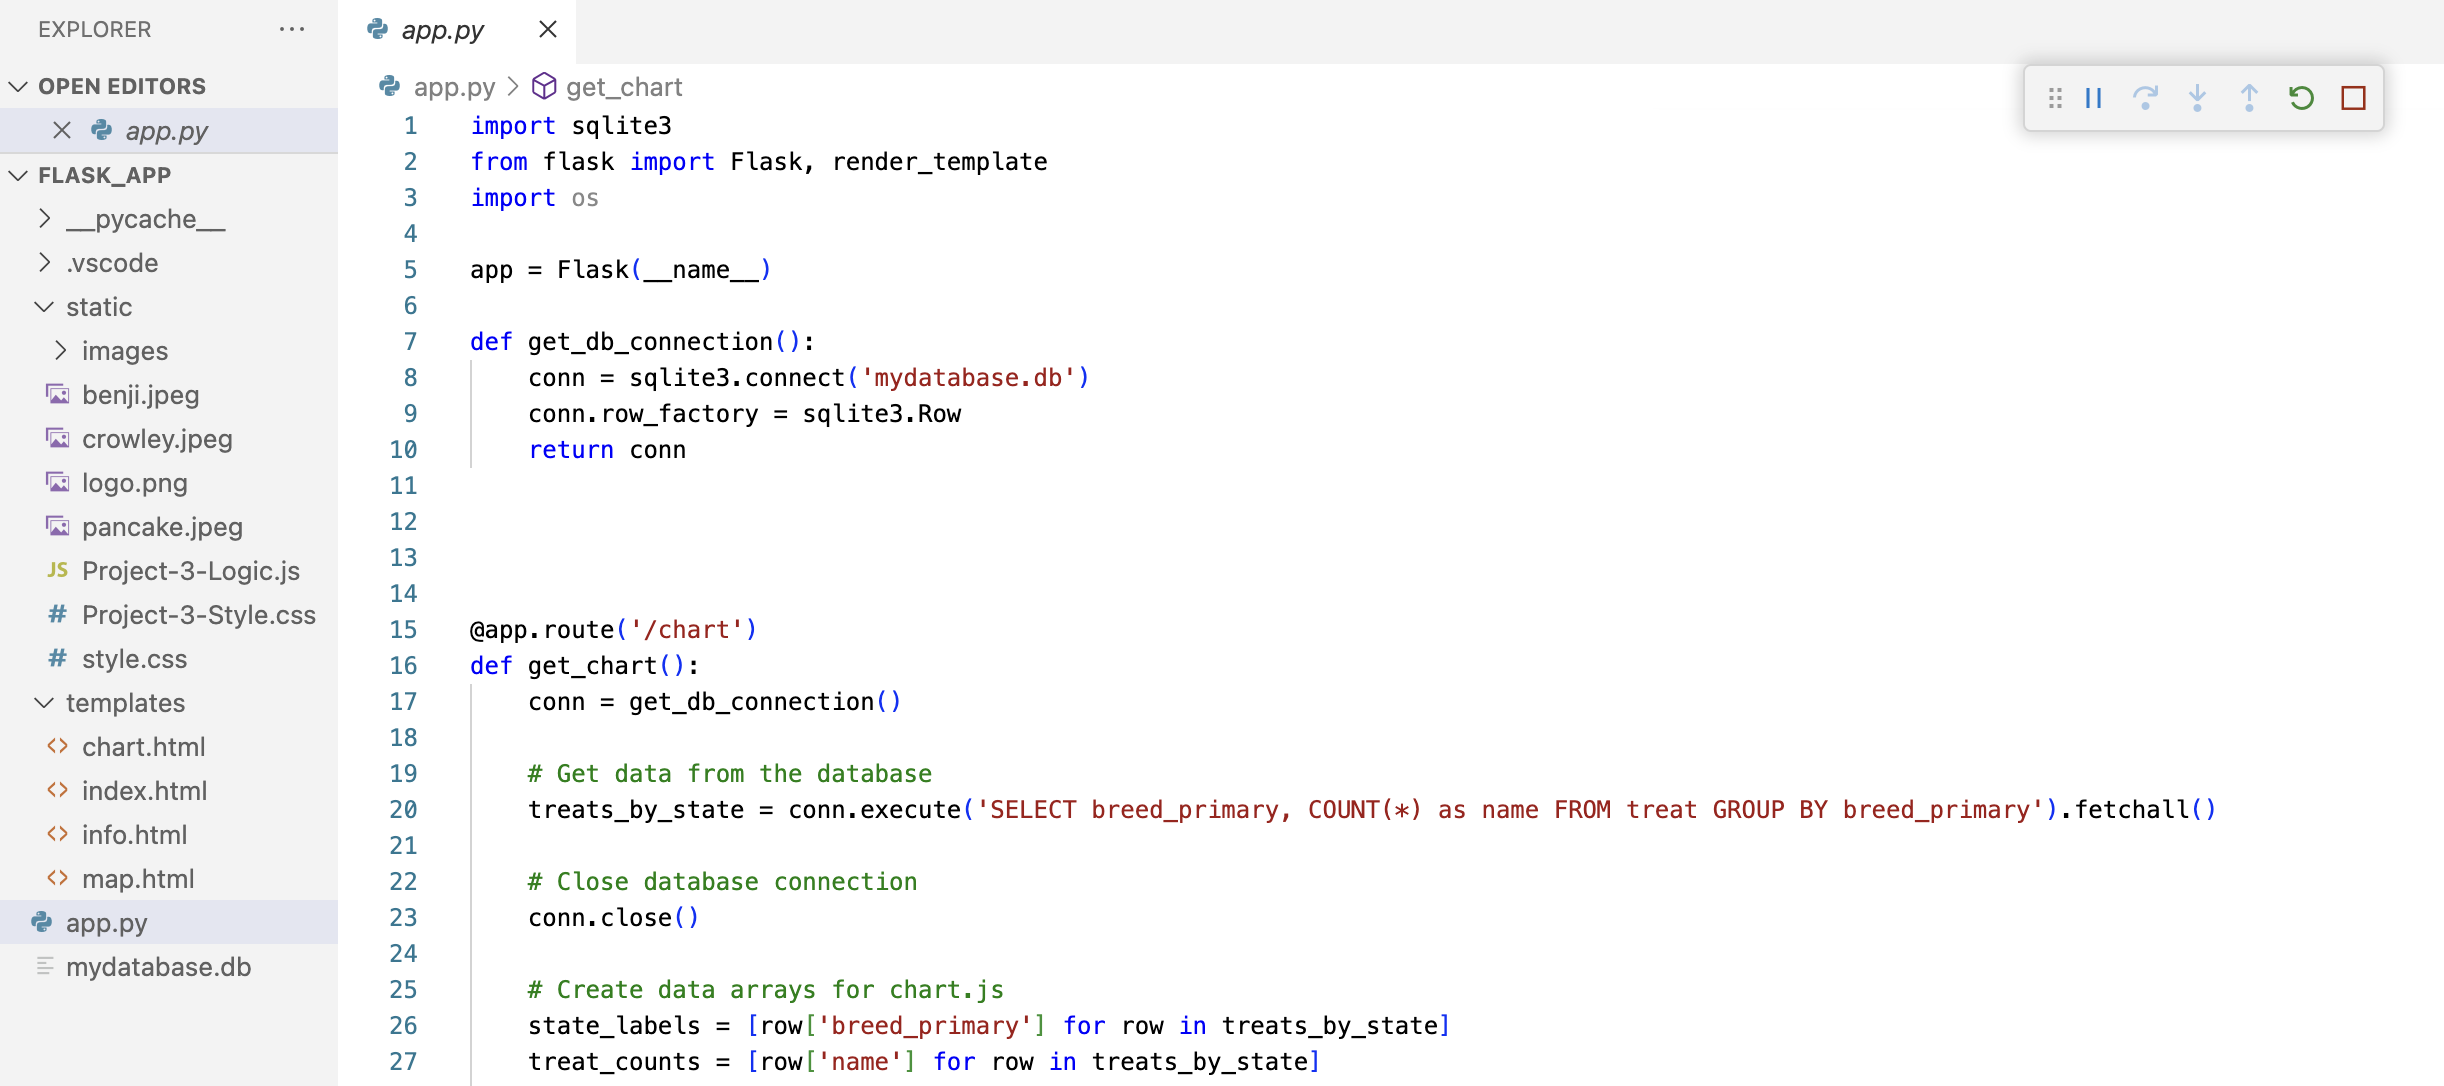 EXPLORER
OPEN EDITORS
app.py
FLASK_APP
__pycache__
.vscode
static
images
benji.jpeg
crowley.jpeg
logo.png
pancake.jpeg
JS Project-3-Logic.js
# Project-3-Style.css
# style.css
templates
<> chart.html
<> index.html
<> info.html
<> map.html
app.py
mydatabase.db
app.py
app.py > get_chart
1 import sqlite3
2 from flask import Flask, render_template
3 import os
4
5 app = Flask(__name__)
6
7 def get_db_connection():
8     conn = sqlite3.connect('mydatabase.db')
9     conn.row_factory = sqlite3.Row
10     return conn
11
12
13
14
15 @app.route('/chart')
16 def get_chart():
17     conn = get_db_connection()
18
19     # Get data from the database
20     treats_by_state = conn.execute('SELECT breed_primary, COUNT(*) as name FROM treat GROUP BY breed_primary').fetchall()
21
22     # Close database connection
23     conn.close()
24
25     # Create data arrays for chart.js
26     state_labels = [row['breed_primary'] for row in treats_by_state]
27     treat_counts = [row['name'] for row in treats_by_state]